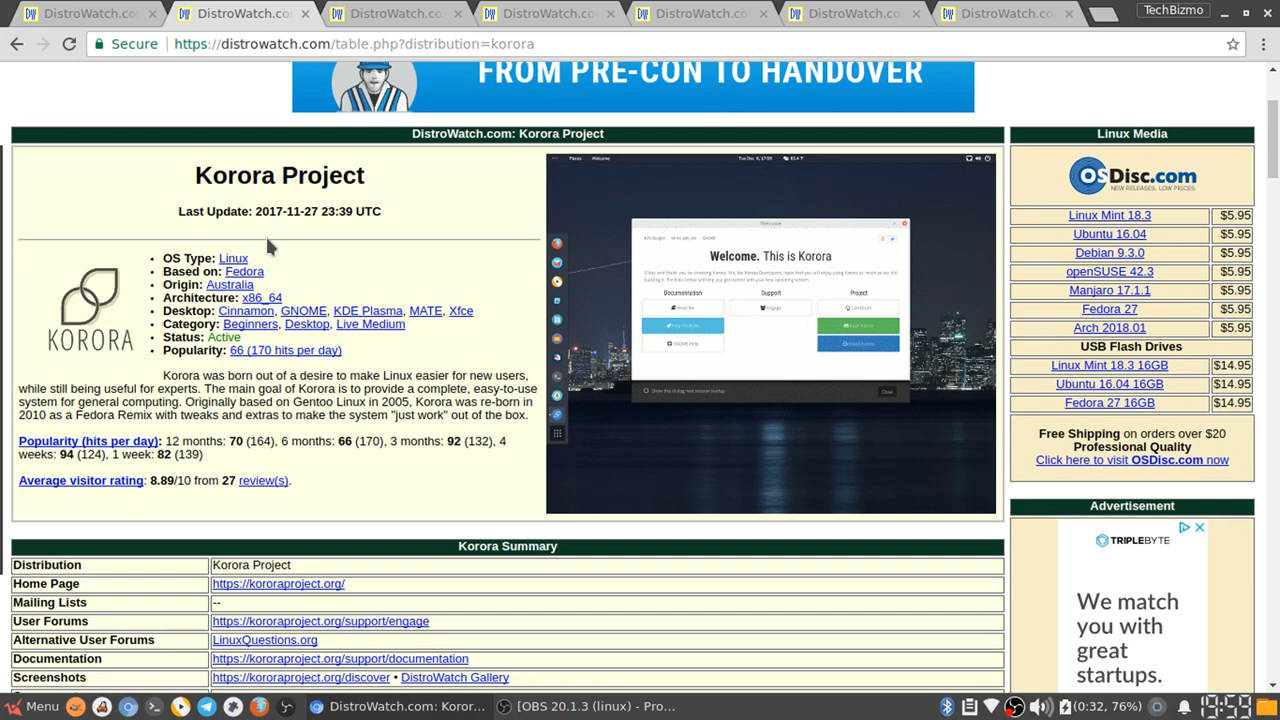 DistroWatch.co
DistroWatch.co
DistroWatch.co
DistroWatch.co
DistroWatch.co
DistroWatch.co
DistroWatch.co
TechBizmo
Secure
https://distrowatch.com/table.php?distribution=korora
FROM PRE-CON TO HANDOVER
DistroWatch.com: Korora Project
Korora Project
Last Update: 2017-11-27 23:39 UTC
KORORA
• OS Type: Linux
• Based on: Fedora
• Origin: Australia
• Architecture: x86_64
• Desktop: Cinnamon, GNOME, KDE Plasma, MATE, Xfce
• Category: Beginners, Desktop, Live Medium
• Status: Active
• Popularity: 66 (170 hits per day)
Korora was born out of a desire to make Linux easier for new users,
while still being useful for experts. The main goal of Korora is to provide a complete, easy-to-use
system for general computing. Originally based on Gentoo Linux in 2005, Korora was re-born in
2010 as a Fedora Remix with tweaks and extras to make the system "just work" out of the box.
Popularity (hits per day): 12 months: 70 (164), 6 months: 66 (170), 3 months: 92 (132), 4
weeks: 94 (124), 1 week: 82 (139)
Average visitor rating: 8.89/10 from 27 review(s).
Places Welcome
Welcome
GNOME
Welcome. This is Korora
Documentation Support Project
Engage
GNOME Help
Show this dialog next session startup
Close
Korora Summary
Distribution Korora Project
Home Page https://kororaproject.org/
Mailing Lists --
User Forums https://kororaproject.org/support/engage
Alternative User Forums LinuxQuestions.org
Documentation https://kororaproject.org/support/documentation
Screenshots https://kororaproject.org/discover • DistroWatch Gallery
Linux Media
OSDisc.com
NEW RELEASES, LOW PRICES.
Linux Mint 18.3 $5.95
Ubuntu 16.04 $5.95
Debian 9.3.0 $5.95
openSUSE 42.3 $5.95
Manjaro 17.1.1 $5.95
Fedora 27 $5.95
Arch 2018.01 $5.95
USB Flash Drives
Linux Mint 18.3 16GB $14.95
Ubuntu 16.04 16GB $14.95
Fedora 27 16GB $14.95
Free Shipping on orders over $20
Professional Quality
Click here to visit OSDisc.com now
Advertisement
TRIPLEBYTE
We match
you with
great
startups.
Menu
DistroWatch.com: Koror...
[OBS 20.1.3 (linux) - Pro...
(0:32, 76%)
19:59